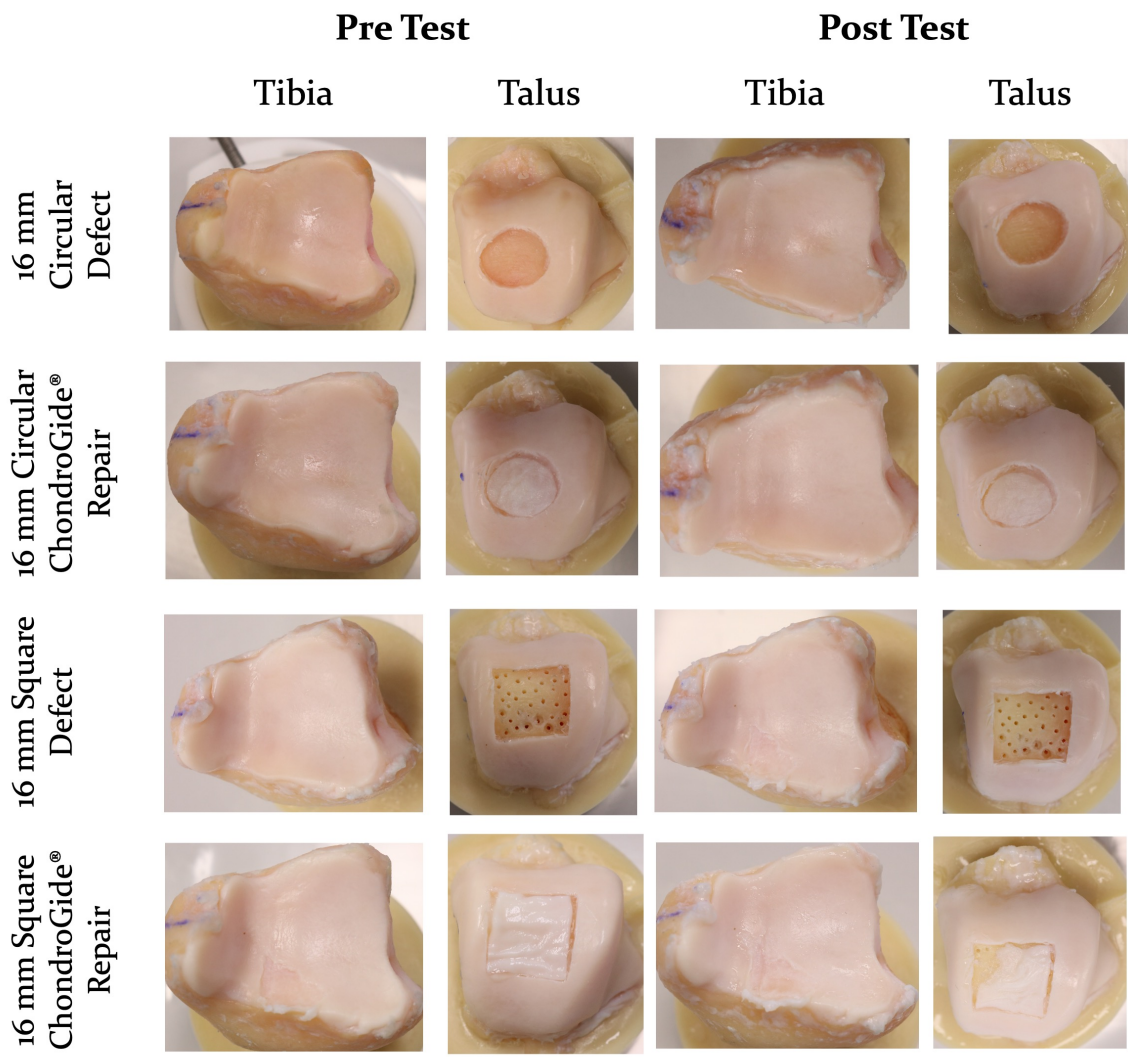 Pre Test
Post Test
Tibia
Talus
Tibia
Talus
16 mm
Circular
Defect
16 mm Circular
ChondroGide®
Repair
16 mm Square
Defect
16 mm Square
ChondroGide®
Repair